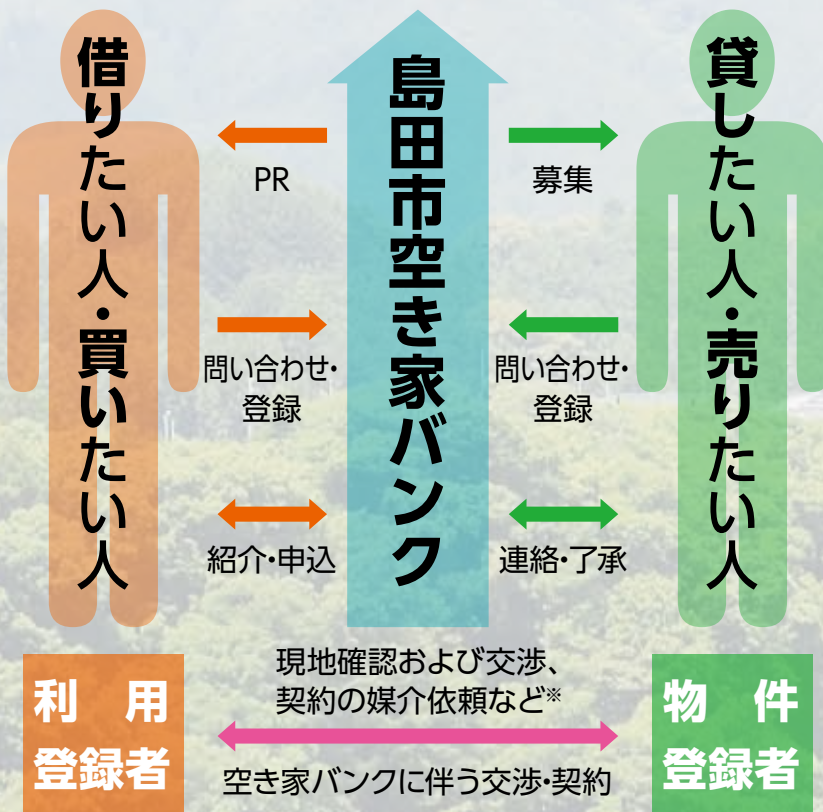 借りたい人・買いたい人
島田市空き家バンク
貸したい人・売りたい人
PR
募集
問い合わせ・
登録
問い合わせ・
登録
紹介・申込
連絡・了承
現地確認および交渉、
契約の媒介依頼など※
空き家バンクに伴う交渉・契約
利　用
登録者
物　件
登録者